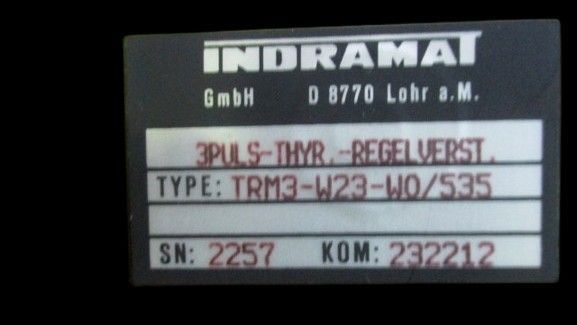 INDRAMAT
GmbH D 8770 Lohr a.M.
3PULS-THYR.-REGELVERST.
TYPE: TRM3-W23-W0/535
SN: 2257 KOM: 232212